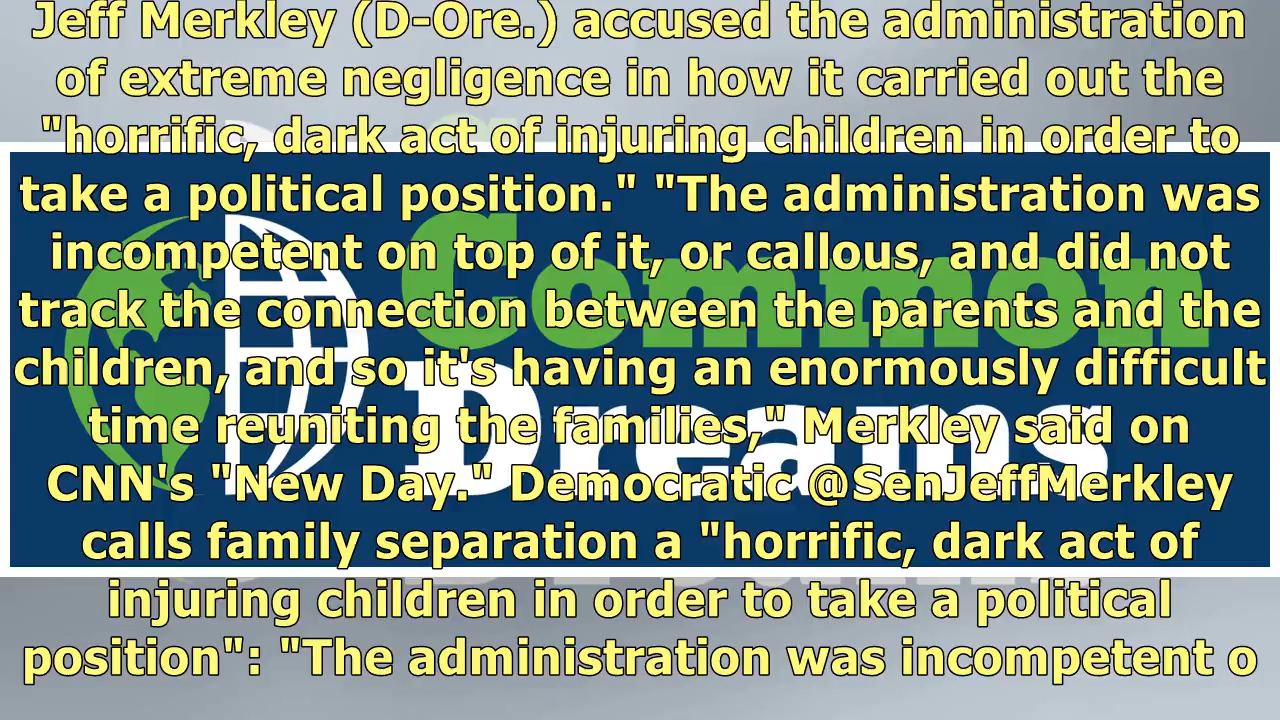 Jeff Merkley (D-Ore.) accused the administration
of extreme negligence in how it carried out the
"horrific, dark act of injuring children in order to
take a political position." "The administration was
incompetent on top of it, or callous, and did not
track the connection between the parents and the
children, and so it's having an enormously difficult
time reuniting the families," Merkley said on
CNN's "New Day." Democratic @SenJeffMerkley
calls family separation a "horrific, dark act of
injuring children in order to take a political
position": "The administration was incompetent o
Common
Dreams